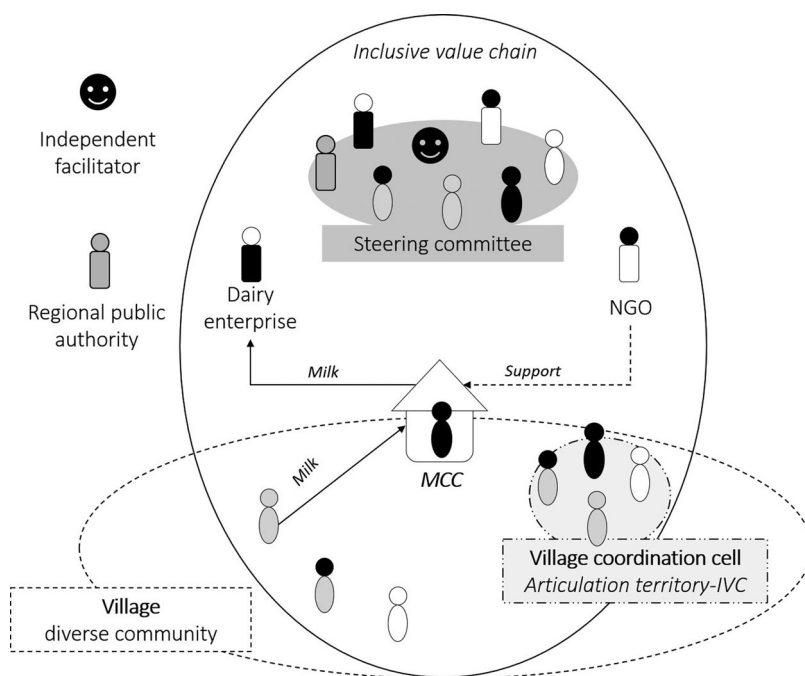 Inclusive value chain
Independent
facilitator
Steering committee
Regional public
authority
Dairy
enterprise
NGO
Milk
Support
MCC
Milk
Village coordination cell
Articulation territory-IVC
Village
diverse community